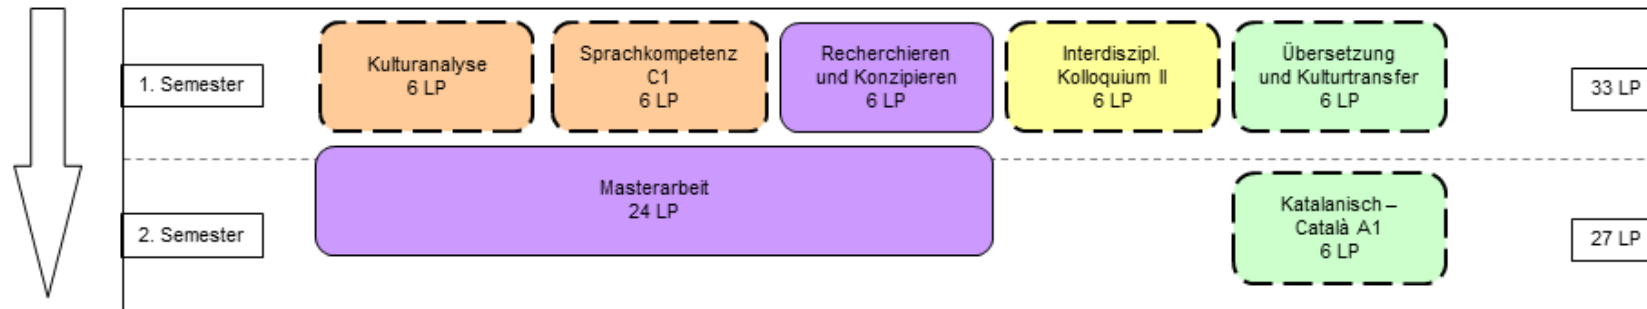 1. Semester
Kulturanalyse
6 LP
Sprachkompetenz
C1
6 LP
Recherchieren
und Konzipieren
6 LP
Interdiszipl.
Kolloquium II
6 LP
Übersetzung
und Kulturtransfer
6 LP
33 LP
2. Semester
Masterarbeit
24 LP
Katalanisch –
Català A1
6 LP
27 LP